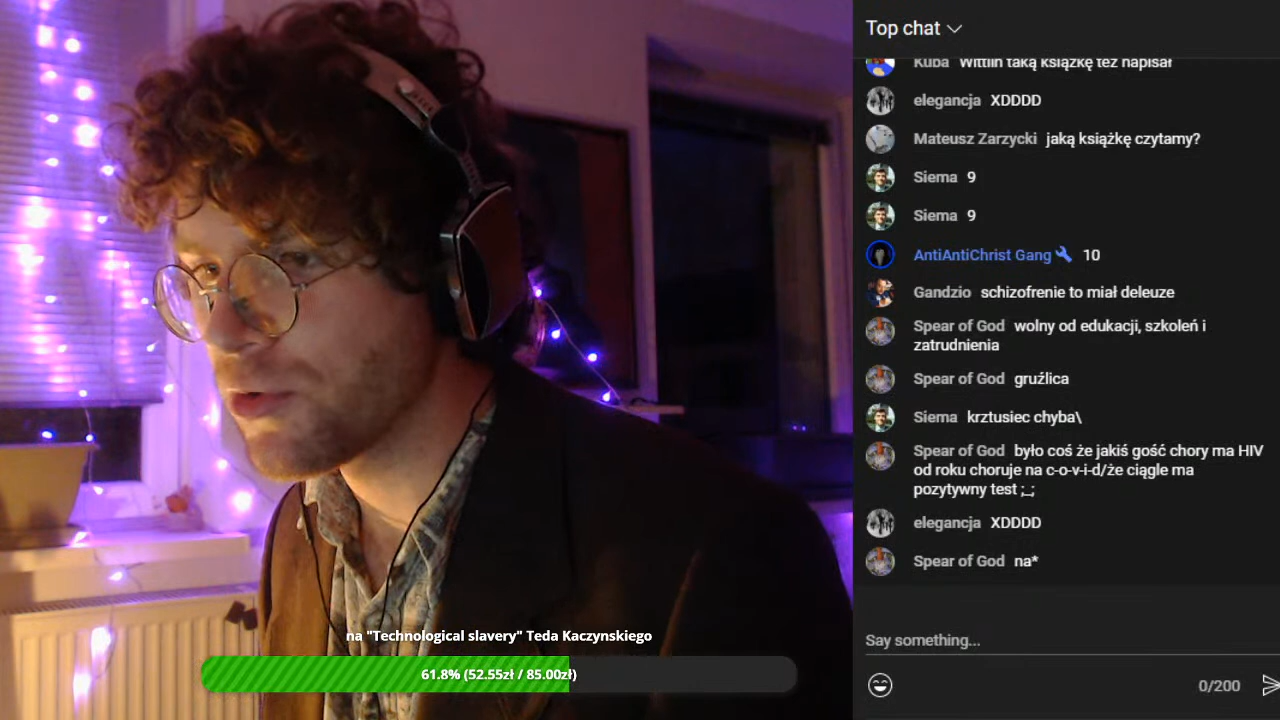 Top chat
Kuba Wittlin taką książkę też napisał
elegancja XDDDD
Mateusz Zarzycki jaką książkę czytamy?
Siema 9
Siema 9
AntiAntiChrist Gang 10
Gandzio schizofrenie to miał deleuze
Spear of God wolny od edukacji, szkoleń i
zatrudnienia
Spear of God gruźlica
Siema krztusiec chyba\
Spear of God było coś że jakiś gość chory ma HIV
od roku choruje na c-o-v-i-d/że ciągle ma
pozytywny test ;_;
elegancja XDDDD
Spear of God na*
Say something...
0/200
na "Technological slavery" Teda Kaczynskiego
61.8% (52.55zł / 85.00zł)